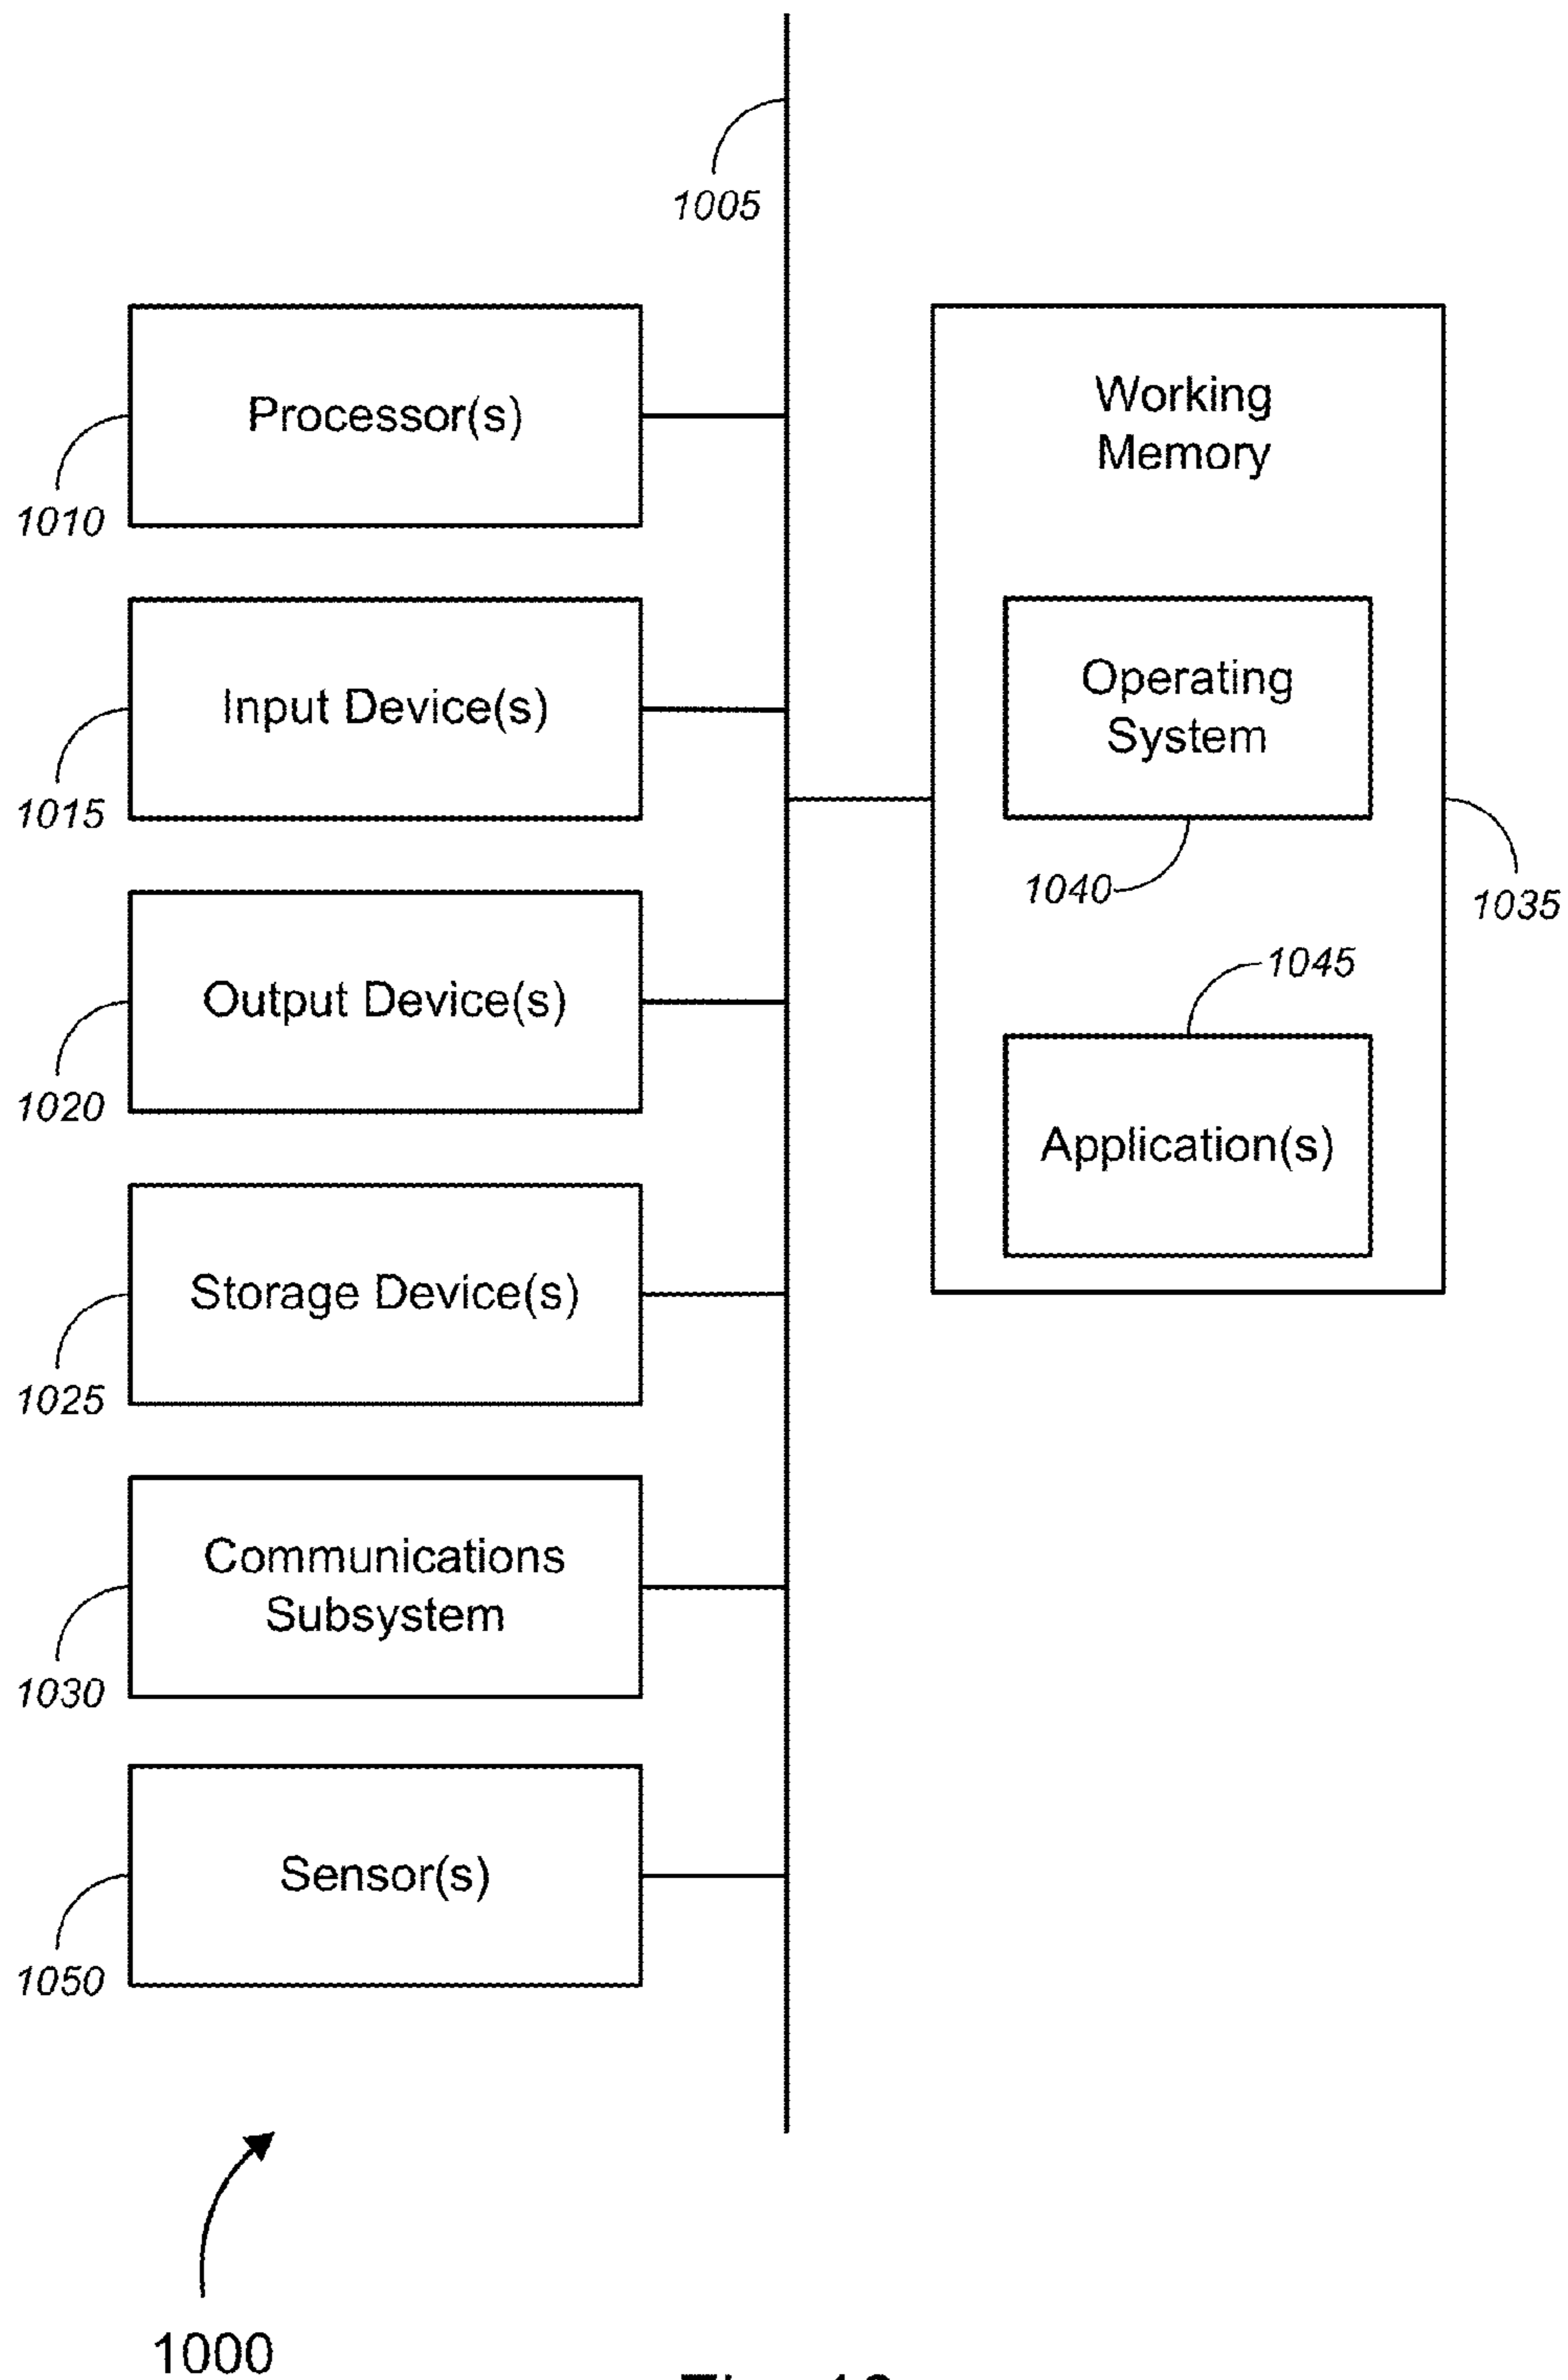 1005
Processor(s)
1010
Input Device(s)
1015
Output Device(s)
1020
Storage Device(s)
1025
Communications
Subsystem
1030
Sensor(s)
1050
Working
Memory
Operating
System
1040
1035
1045
Application(s)
1000